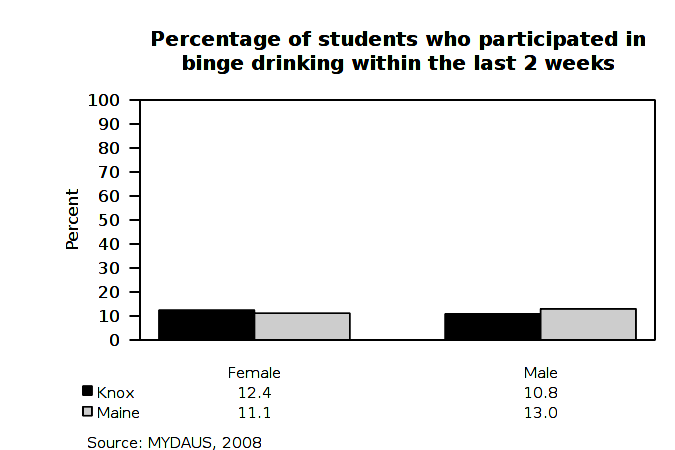 Percentage of students who participated in
binge drinking within the last 2 weeks
100
90
80
70
60
50
40
30
20
10
0
Percent
Female Male
Knox 12.4 10.8
Maine 11.1 13.0
Source: MYDAUS, 2008